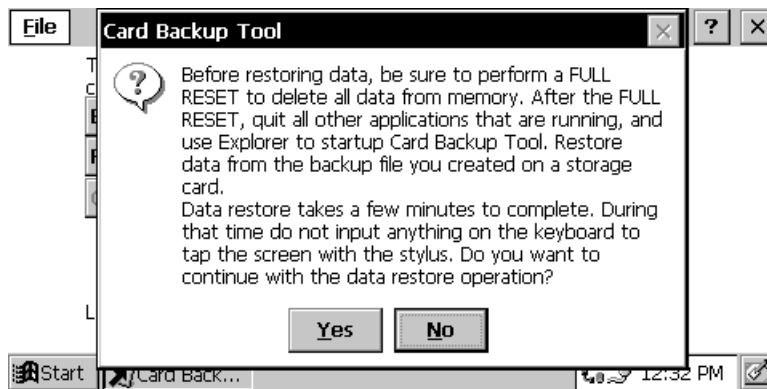 File
Card Backup Tool
?
Before restoring data, be sure to perform a FULL
RESET to delete all data from memory. After the FULL
RESET, quit all other applications that are running, and
use Explorer to startup Card Backup Tool. Restore
data from the backup file you created on a storage
card.
Data restore takes a few minutes to complete. During
that time do not input anything on the keyboard to
tap the screen with the stylus. Do you want to
continue with the data restore operation?
Yes No
Start Card Back... 12:32 PM